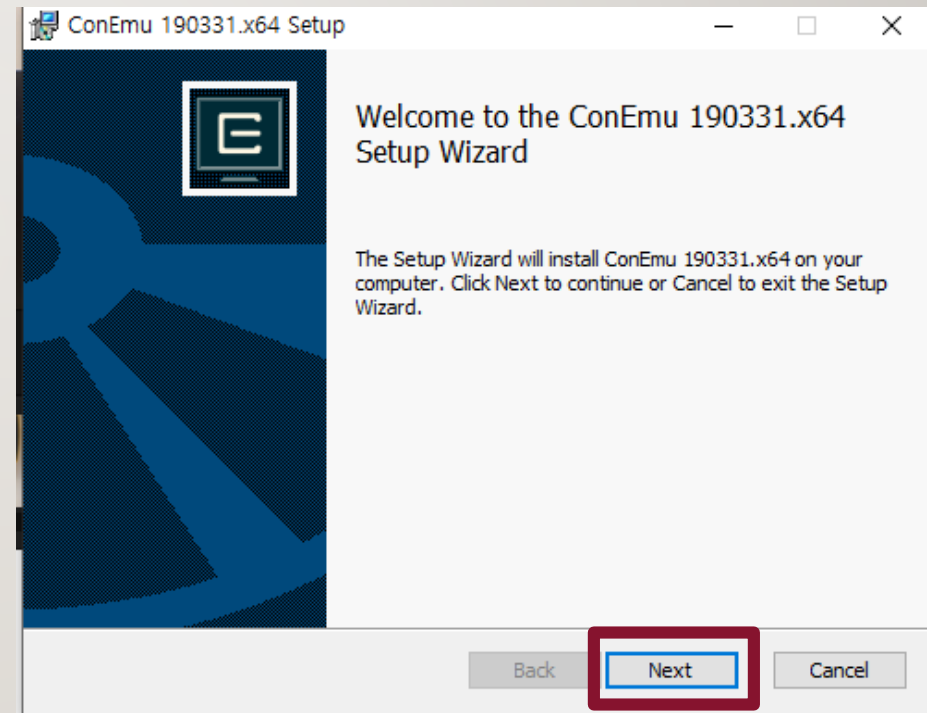 ConEmu 190331.x64 Setup
Welcome to the ConEmu 190331.x64
Setup Wizard
The Setup Wizard will install ConEmu 190331.x64 on your
computer. Click Next to continue or Cancel to exit the Setup
Wizard.
Back Next Cancel